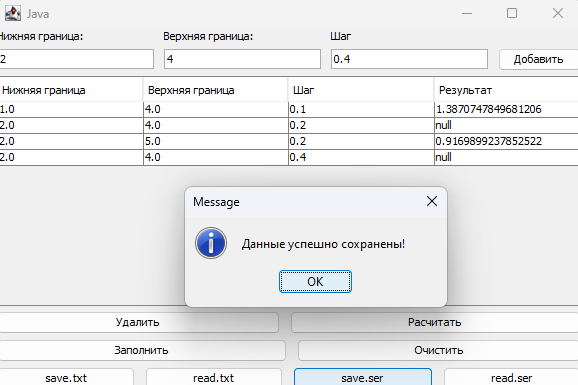 Java
Нижняя граница: Верхняя граница: Шаг
2 4 0.4 Добавить
Нижняя граница Верхняя граница Шаг Результат
1.0 4.0 0.1 1.3870747849681206
2.0 4.0 0.2 null
2.0 5.0 0.2 0.9169899237852522
2.0 4.0 0.4 null
Message
Данные успешно сохранены!
OK
Удалить Расчитать
Заполнить Очистить
save.txt read.txt save.ser read.ser